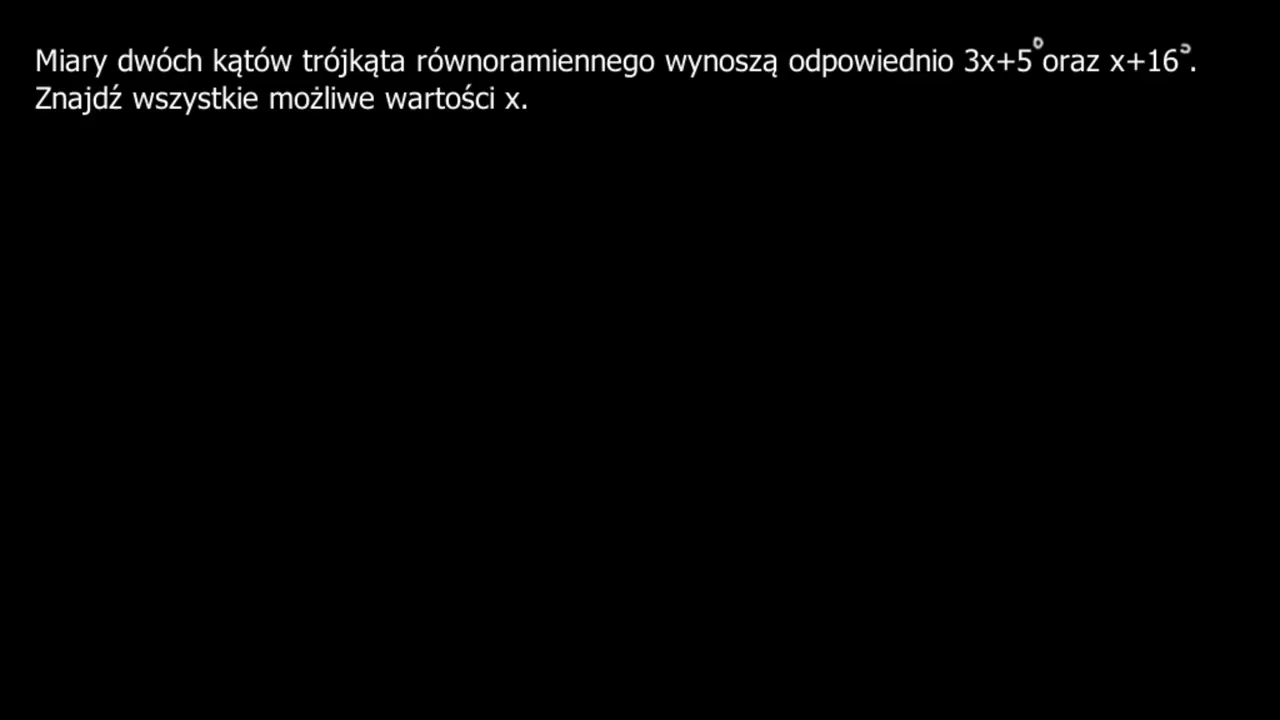 Miary dwóch kątów trójkąta równoramiennego wynoszą odpowiednio 3x+5° oraz x+16°.
Znajdź wszystkie możliwe wartości x.